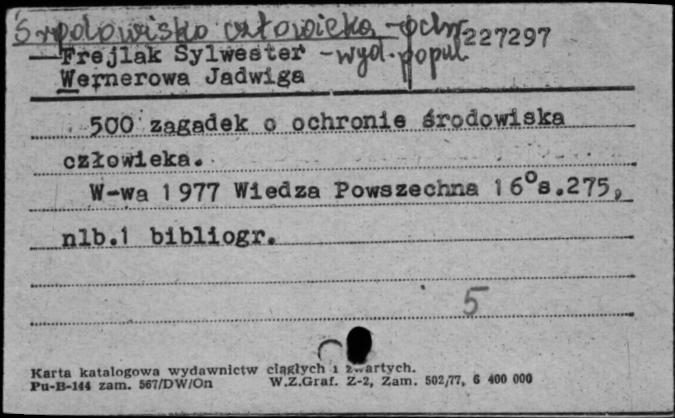 Środowisko człowieka - ochr.
227297
Frejlak Sylwester - wyd. popul
Wernerowa Jadwiga
500 zagadek o ochronie środowiska
człowieka.
W-wa 1977 Wiedza Powszechna 16° s.275,
nlb.1 bibliogr.
5
Karta katalogowa wydawnictw ciągłych i zwartych.
Pu-B-144 zam. 567/DW/On W.Z.Graf. Z-2, Zam. 502/77, 6 400 000